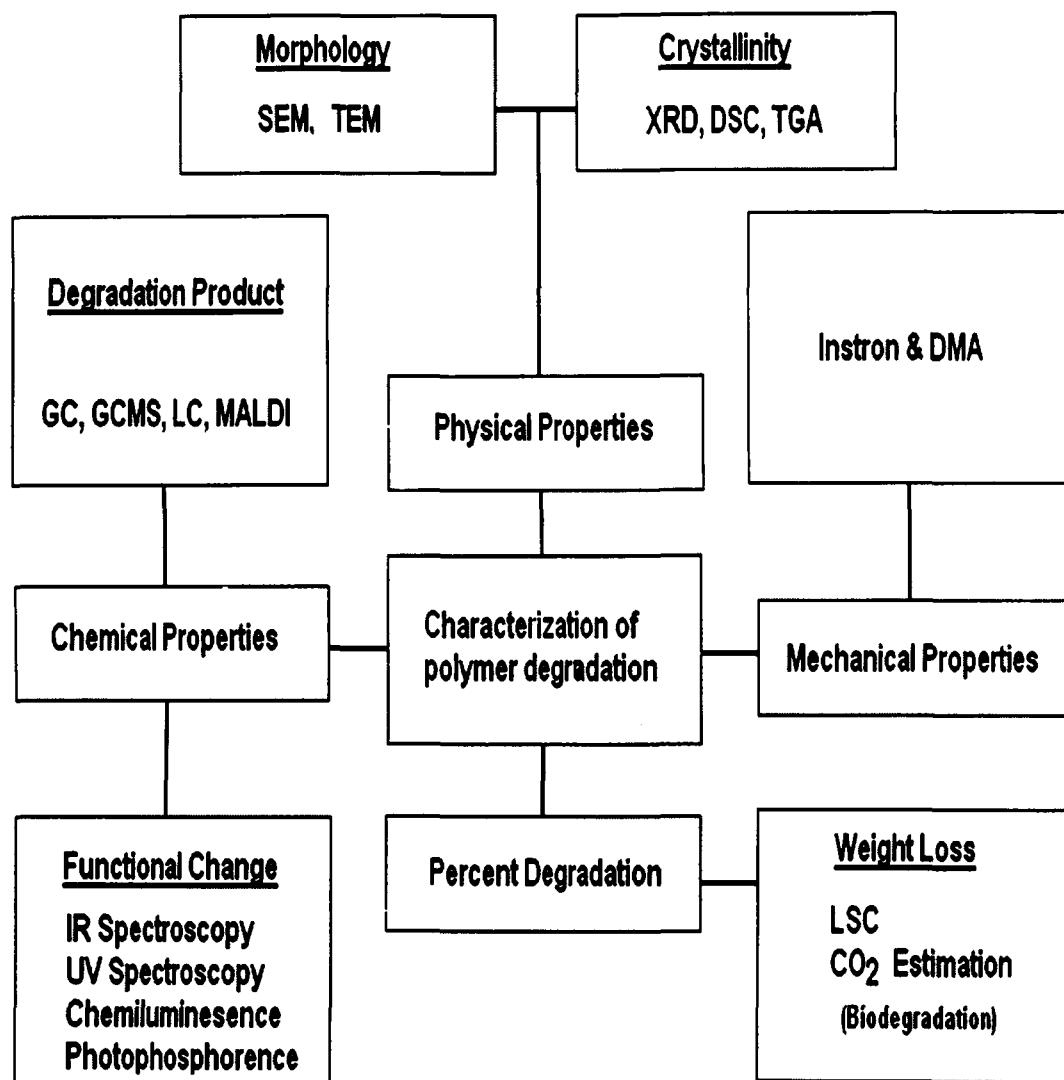 Morphology
SEM, TEM
Crystallinity
XRD, DSC, TGA
Degradation Product
GC, GCMS, LC, MALDI
Physical Properties
Instron & DMA
Chemical Properties
Characterization of
polymer degradation
Mechanical Properties
Functional Change
IR Spectroscopy
UV Spectroscopy
Chemiluminesence
Photophosphorence
Percent Degradation
Weight Loss
LSC
CO2 Estimation
(Biodegradation)